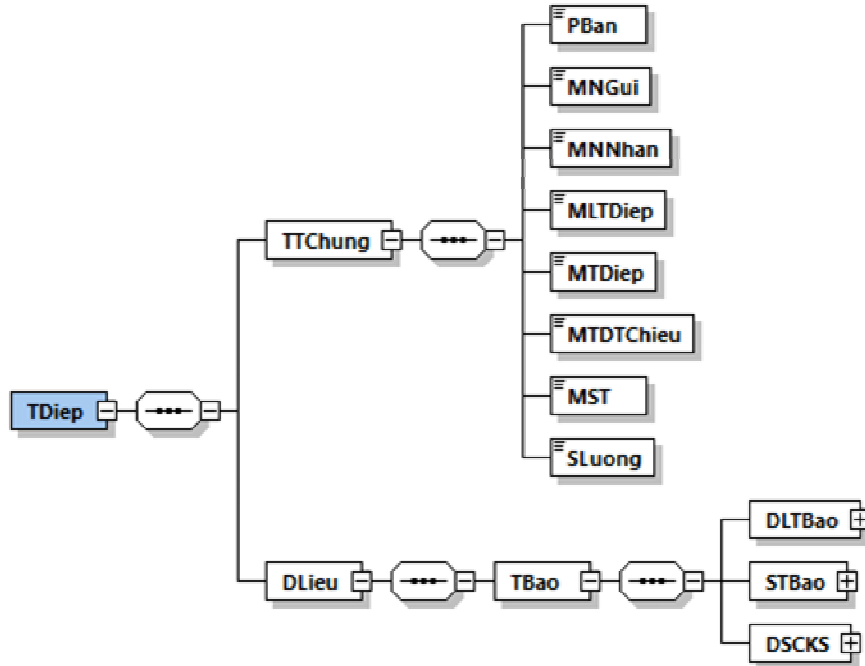 PBan
MNGui
MNNhan
MLTDiep
TTChung
MTDiep
MTDTChieu
MST
TDiep
SLuong
DLTBao
DLieu
TBao
STBao
DSCKS